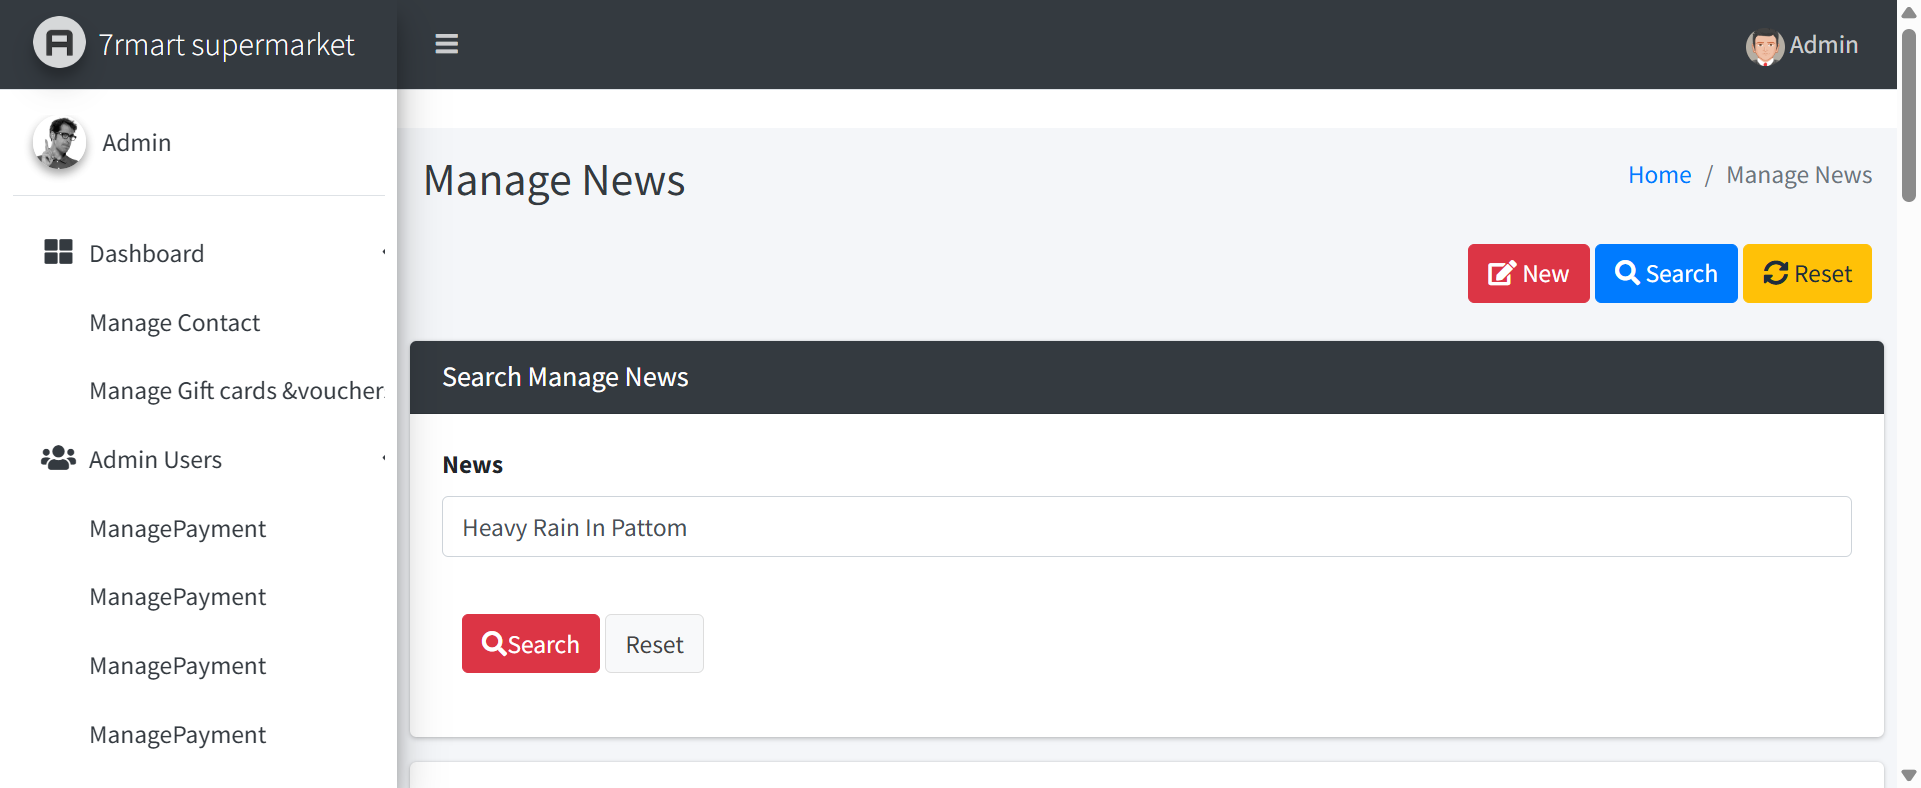 7rmart supermarket
Admin
Admin
Manage News
Home / Manage News
Dashboard
Manage Contact
Manage Gift cards &voucher
Admin Users
ManagePayment
ManagePayment
ManagePayment
ManagePayment
New
Search
Reset
Search Manage News
News
Heavy Rain In Pattom
Search
Reset